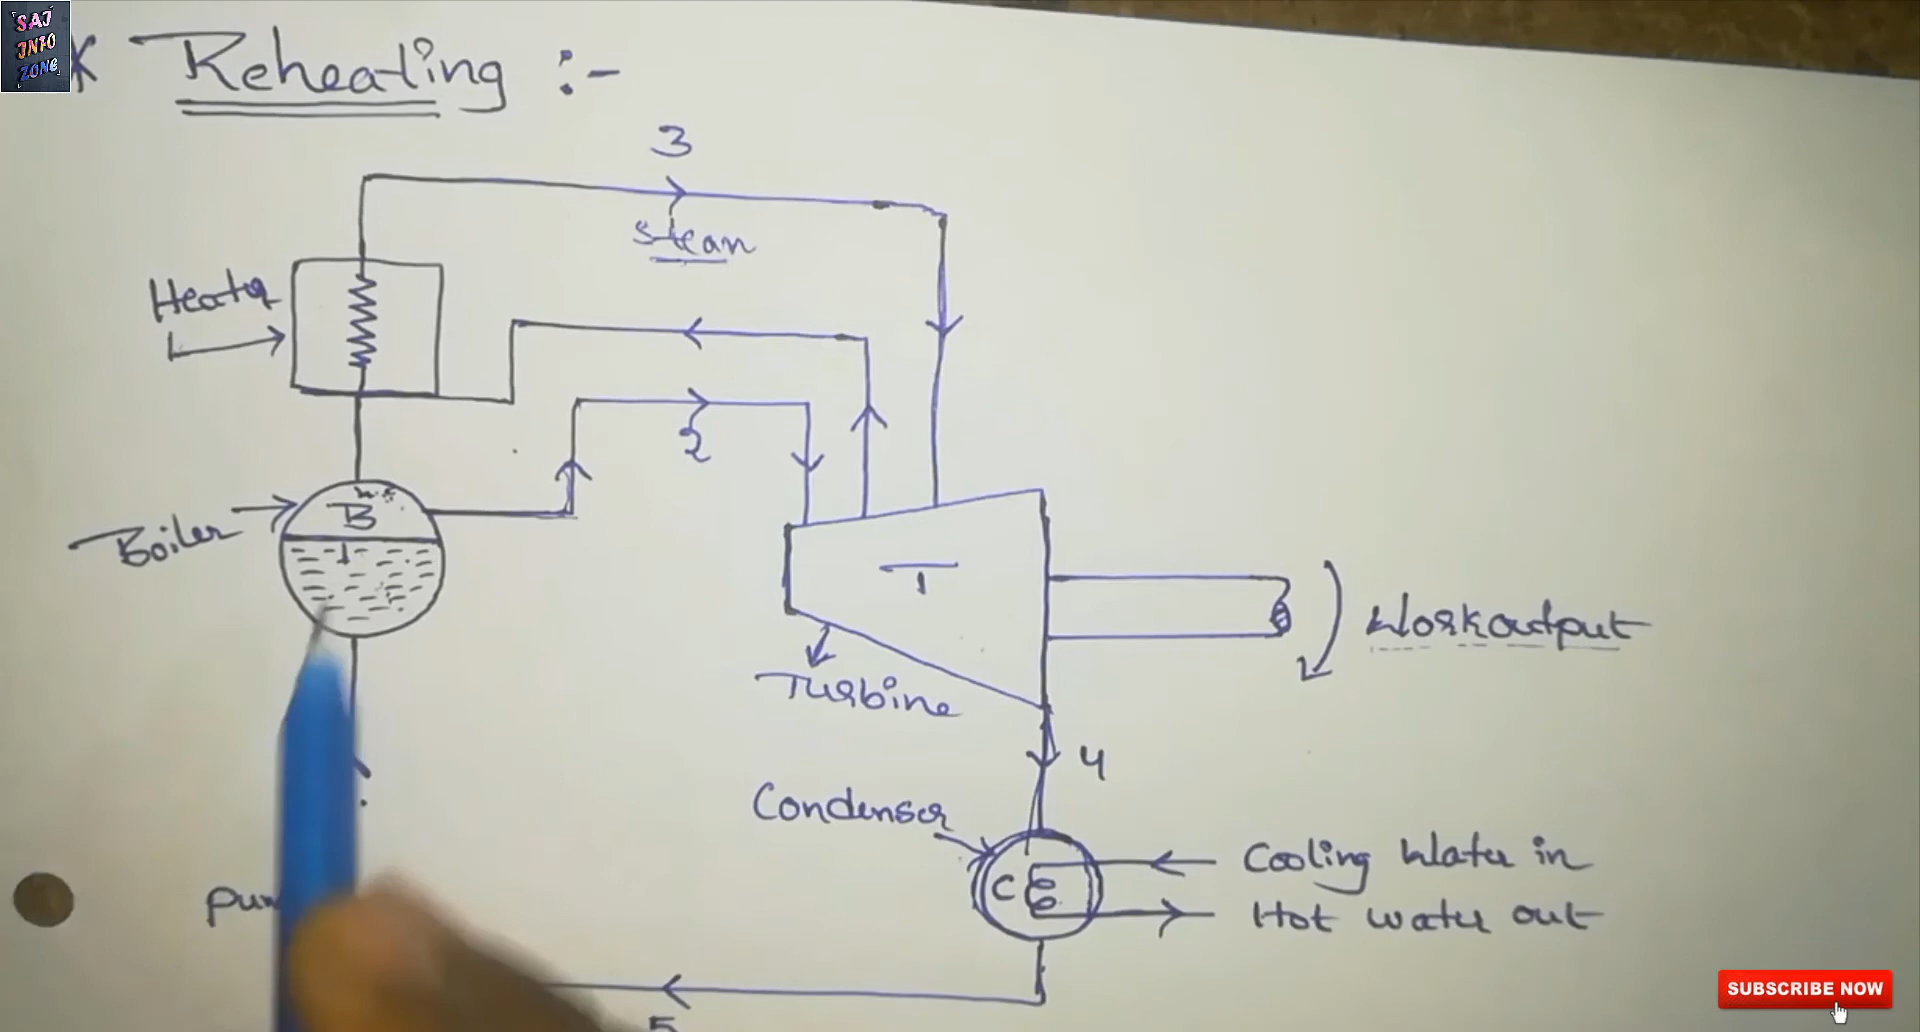 SAJ
INFO
ZONE
Reheating :-
3
steam
Heater
2
Boiler
B
T
Workoutput
Turbine
4
Condenser
C
Cooling Water in
Hot water out
5
SUBSCRIBE NOW